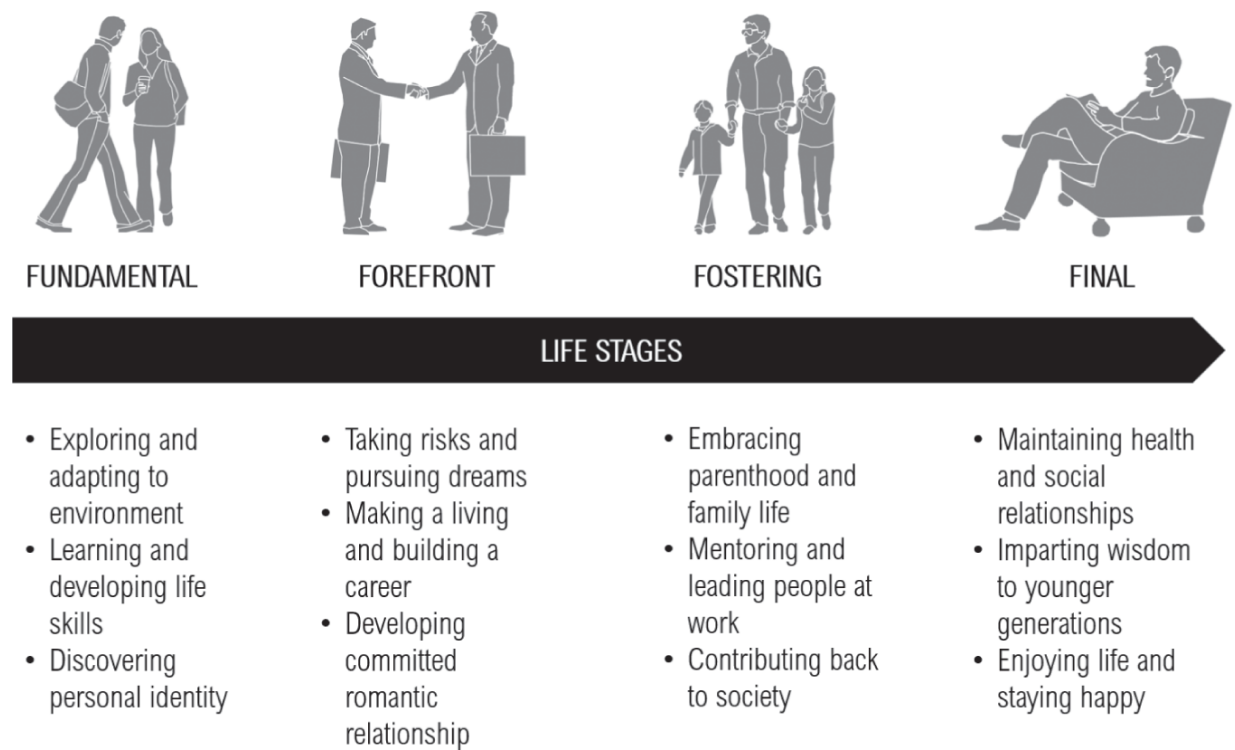 FUNDAMENTAL
FOREFRONT
FOSTERING
FINAL
LIFE STAGES
• Exploring and
adapting to
environment
• Learning and
developing life
skills
• Discovering
personal identity
• Taking risks and
pursuing dreams
• Making a living
and building a
career
• Developing
committed
romantic
relationship
• Embracing
parenthood and
family life
• Mentoring and
leading people at
work
• Contributing back
to society
• Maintaining health
and social
relationships
• Imparting wisdom
to younger
generations
• Enjoying life and
staying happy